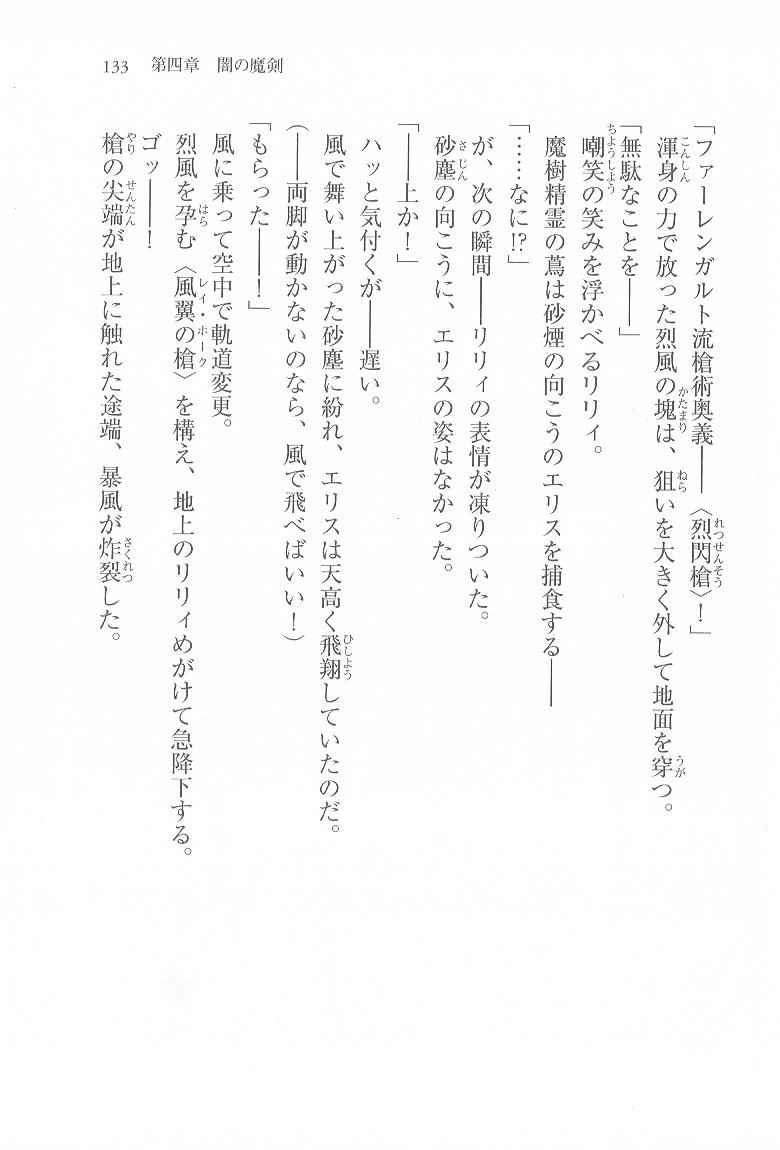 133 第四章 闇の魔剣
「ファーレンガルト流槍術奥義――〈烈閃槍〉！」
渾身の力で放った烈風の塊は、狙いを大きく外して地面を穿つ。
「無駄なことを――」
嘲笑の笑みを浮かべるリリィ。
魔樹精霊の蔦は砂煙の向こうのエリスを捕食する――
「……なに!?」
が、次の瞬間――リリィの表情が凍りついた。
砂塵の向こうに、エリスの姿はなかった。
「――上か！」
ハッと気付くが――遅い。
風で舞い上がった砂塵に紛れ、エリスは天高く飛翔していたのだ。
（――両脚が動かないのなら、風で飛べばいい！）
「もらった――！」
風に乗って空中で軌道変更。
烈風を孕む〈風翼の槍〉を構え、地上のリリィめがけて急降下する。
ゴッ――！
槍の尖端が地上に触れた途端、暴風が炸裂した。